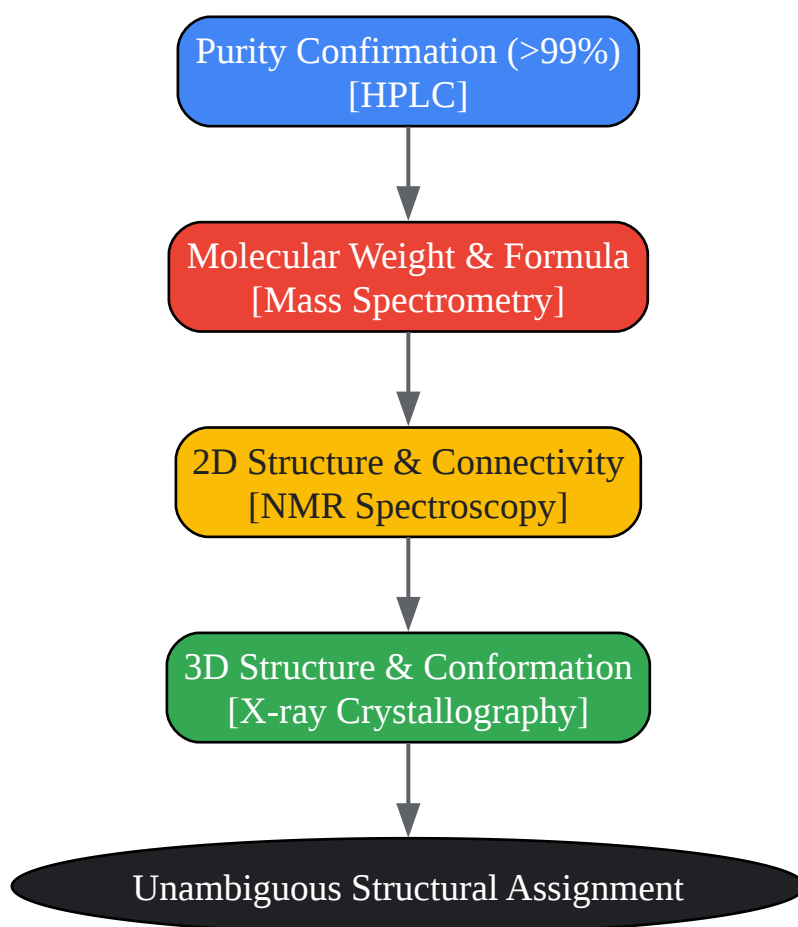 Purity Confirmation (>99%)
[HPLC]
Molecular Weight & Formula
[Mass Spectrometry]
2D Structure & Connectivity
[NMR Spectroscopy]
3D Structure & Conformation
[X-ray Crystallography]
Unambiguous Structural Assignment